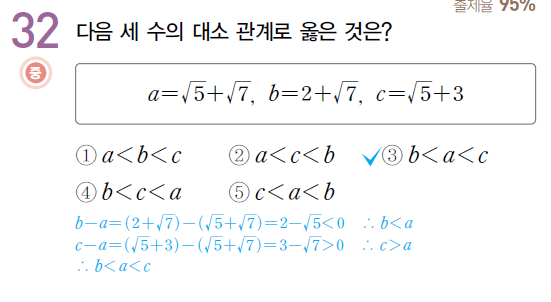 출제율 95%
32 다음 세 수의 대소 관계로 옳은 것은?
중
a=√5+√7, b=2+√7, c=√5+3
① a<b<c ② a<c<b ✓③ b<a<c
④ b<c<a ⑤ c<a<b
b-a=(2+√7)-(√5+√7)=2-√5<0 ∴ b<a
c-a=(√5+3)-(√5+√7)=3-√7>0 ∴ c>a
∴ b<a<c